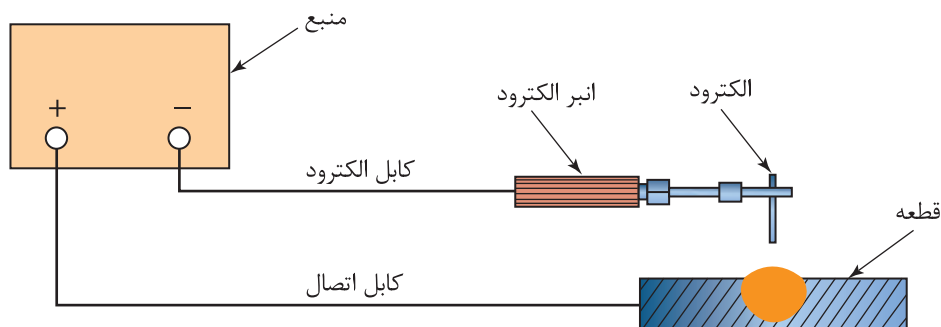 منبع
+
−
انبر الکترود
الکترود
کابل الکترود
قطعه
کابل اتصال